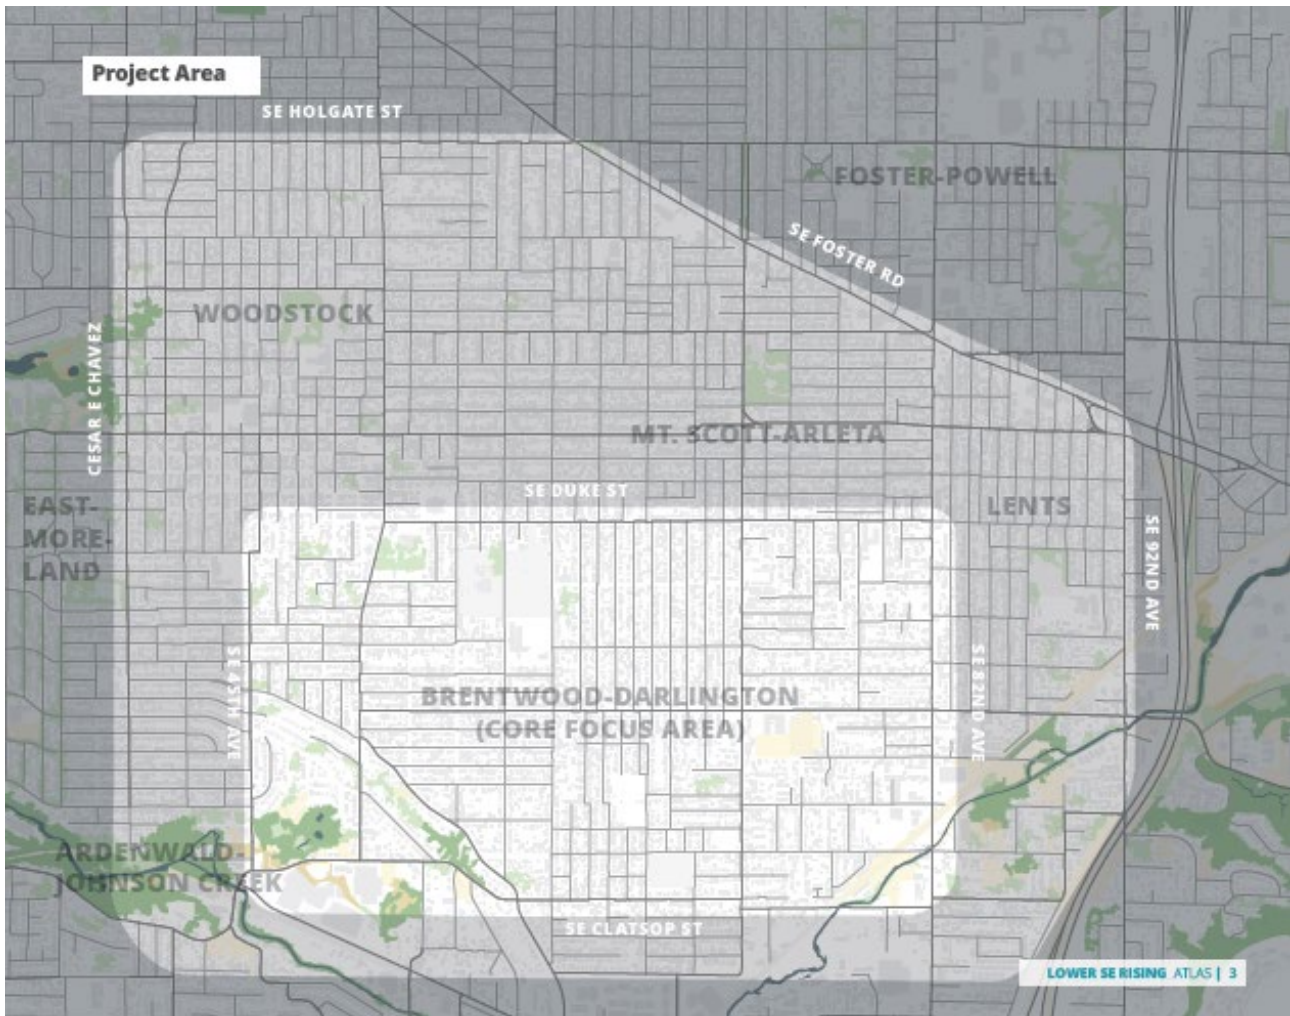 Project Area
SE HOLGATE ST
FOSTER-POWELL
SE FOSTER RD
WOODSTOCK
CESAR E CHAVEZ
MT. SCOTT-ARLETA
SE DUKE ST
EAST-
MORE-
LAND
LENTS
SE 92ND AVE
SE 45TH AVE
BRENTWOOD-DARLINGTON
(CORE FOCUS AREA)
SE 82ND AVE
ARDENWALD-
JOHNSON CREEK
SE CLATSOP ST
LOWER SE RISING ATLAS | 3